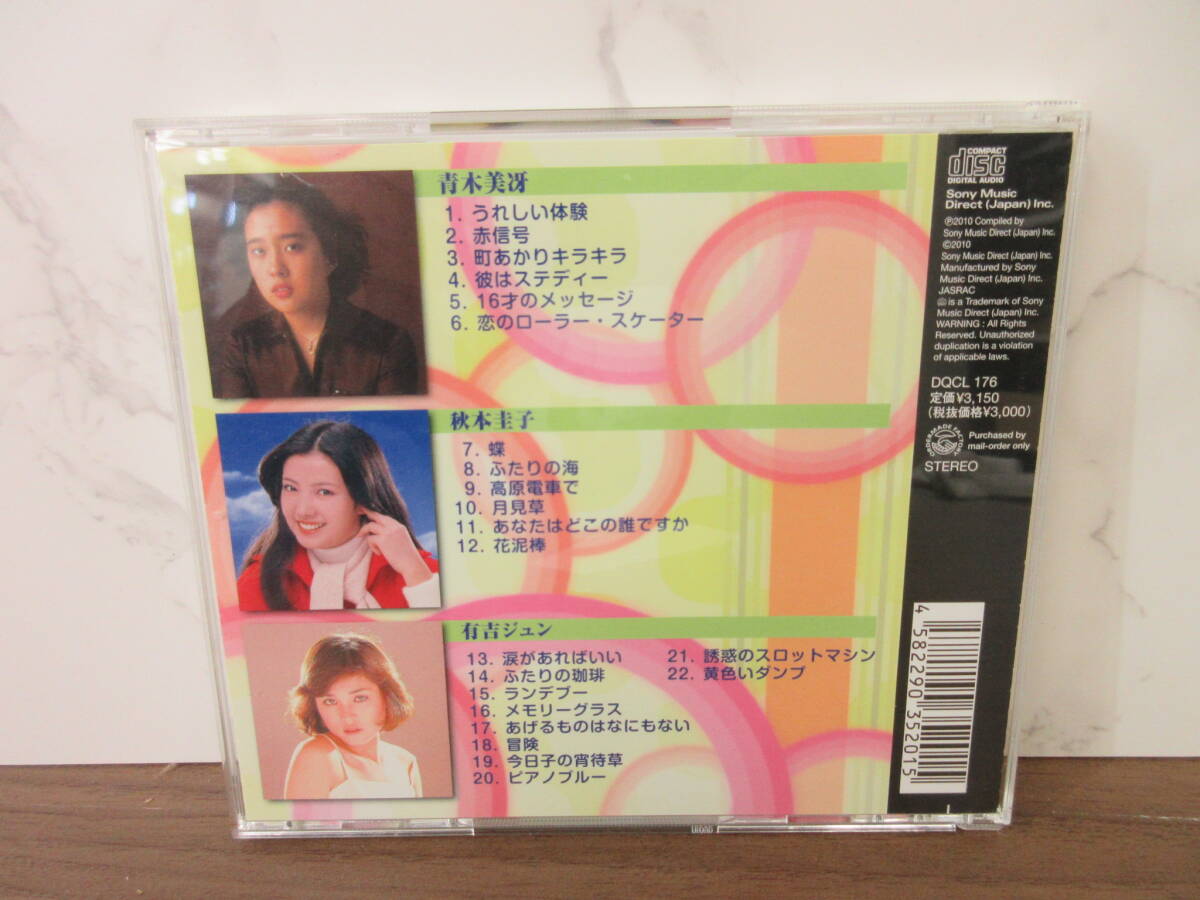 青木美冴
1. うれしい体験
2. 赤信号
3. 町あかりキラキラ
4. 彼はステディー
5. 16才のメッセージ
6. 恋のローラー・スケーター
秋本圭子
7. 蝶
8. ふたりの海
9. 高原電車で
10. 月見草
11. あなたはどこの誰ですか
12. 花泥棒
有吉ジュン
13. 涙があればいい
14. ふたりの珈琲
15. ランデブー
16. メモリーグラス
17. あげるものはなにもない
18. 冒険
19. 今日子の宵待草
20. ピアノブルー
21. 誘惑のスロットマシン
22. 黄色いダンプ
COMPACT
disc
DIGITAL AUDIO
Sony Music
Direct (Japan) Inc.
℗2010 Compiled by
Sony Music Direct (Japan) Inc.
©2010
Sony Music Direct (Japan) Inc.
Manufactured by Sony
Music Direct (Japan) Inc.
JASRAC
is a Trademark of Sony
Music Direct (Japan) Inc.
WARNING : All Rights
Reserved. Unauthorized
duplication is a violation
of applicable laws.
DQCL 176
定価¥3,150
(税抜価格¥3,000)
ORDERMADE FACTORY
Purchased by
mail-order only
STEREO
4 582290 352015